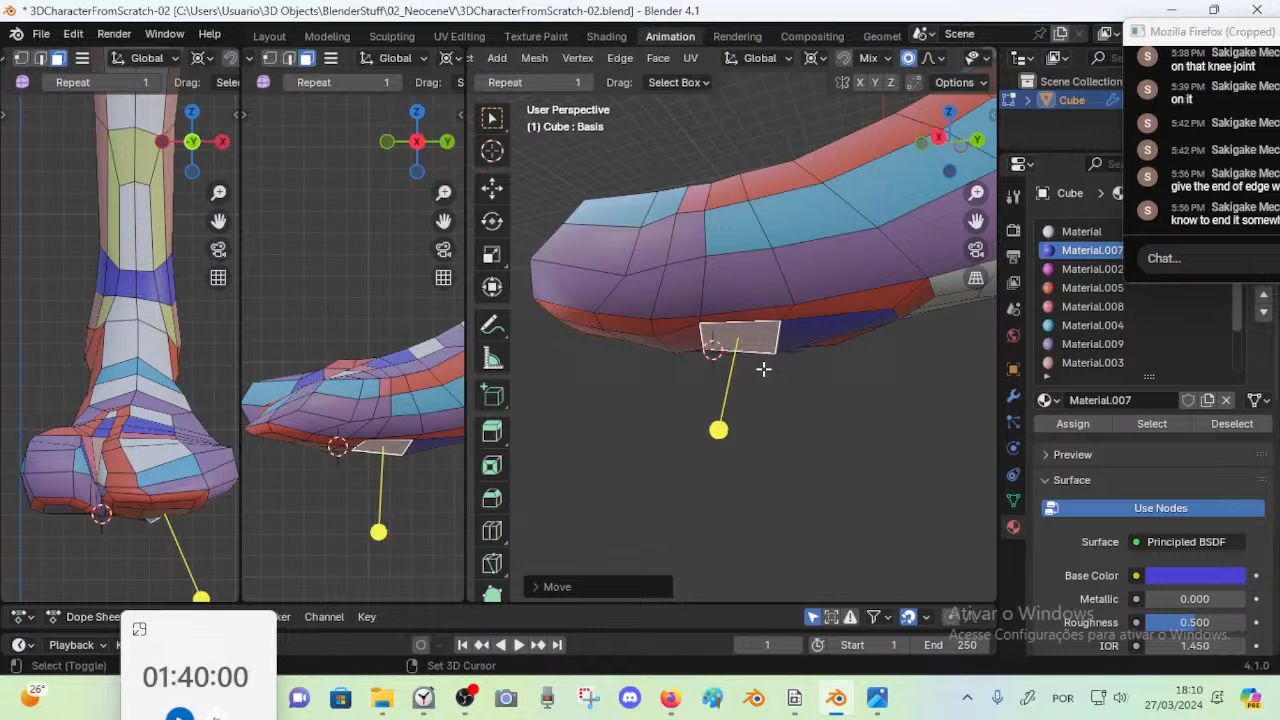 * 3DCharacterFromScratch-02 [C:\Users\Usuario\3D Objects\BlenderStuff\02_NeoceneV\3DCharacterFromScratch-02.blend] - Blender 4.1
Mozilla Firefox (Cropped)
File Edit Render Window Help
Layout Modeling Sculpting UV Editing Texture Paint Shading Animation Rendering Compositing Geomet
Scene
Global
Global
Add Mesh Vertex Edge Face UV
Global
Mix
Repeat 1 Drag: Sele
Repeat 1 Drag: S
Repeat 1 Drag: Select Box
X Y Z
Options
Scene Collection
Cube
User Perspective
(1) Cube : Basis
5:38 PM Sakigake Mec
on that knee joint
5:39 PM Sakigake Mec
on it
5:42 PM Sakigake Mec
5:42 PM Sakigake Mec
5:56 PM Sakigake Mec
give the end of edge w
5:56 PM Sakigake Mec
know to end it somew
Chat...
Z
Y
X
Z
X
Y
Z
X
Y
Cube
Material
Material.007
Material.002
Material.005
Material.008
Material.004
Material.009
Material.003
Material.007
Assign Select Deselect
Preview
Surface
Use Nodes
Surface Principled BSDF
Base Color
Metallic 0.000
Roughness 0.500
IOR 1.450
Move
Dope Shee
ker Channel Key
Playback
1
Start 1
End 250
Ativar o Windows
Acesse Configurações para ativar o Windows.
Select (Toggle)
Set 3D Cursor
4.1.0
01:40:00
26°
POR
18:10
27/03/2024
PRE